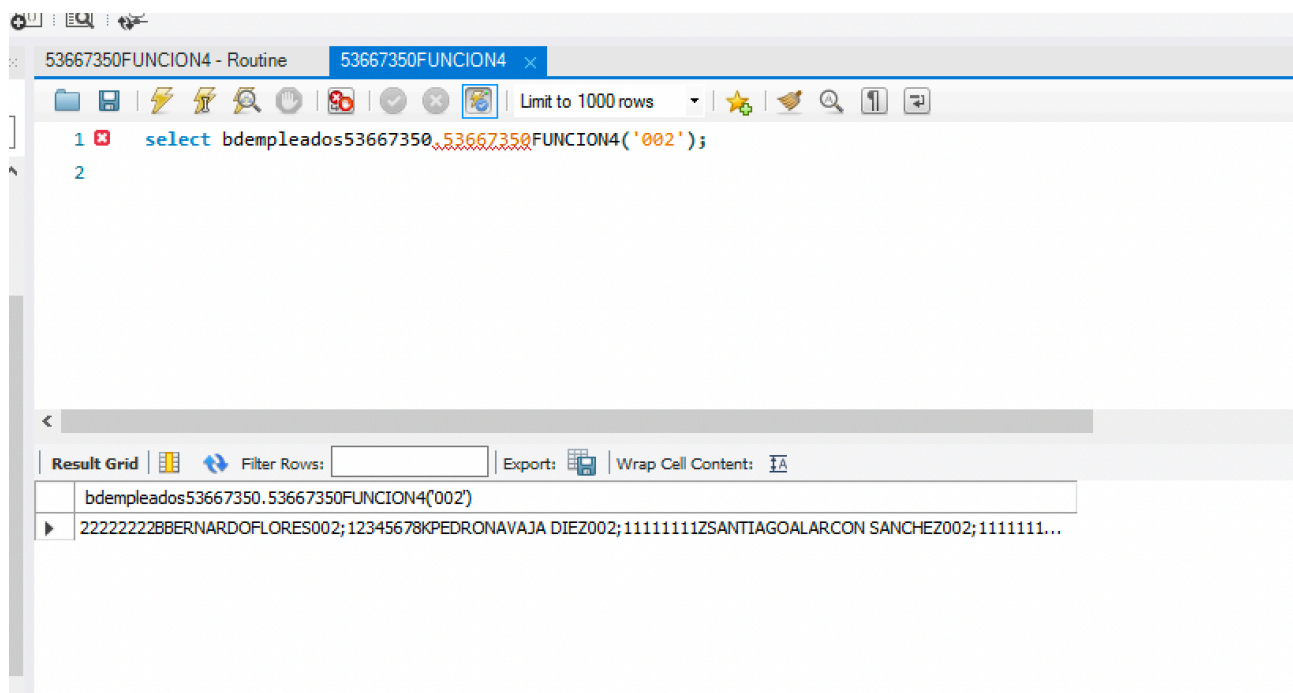 53667350FUNCION4 - Routine 53667350FUNCION4
Limit to 1000 rows
1 select bdempleados53667350.53667350FUNCION4('002');
2
Result Grid Filter Rows: Export: Wrap Cell Content:
bdempleados53667350.53667350FUNCION4('002')
22222222BBERNARDOFLORES002;12345678KPEDRONAVAJA DIEZ002;11111111ZSANTIAGOALARCON SANCHEZ002;1111111...